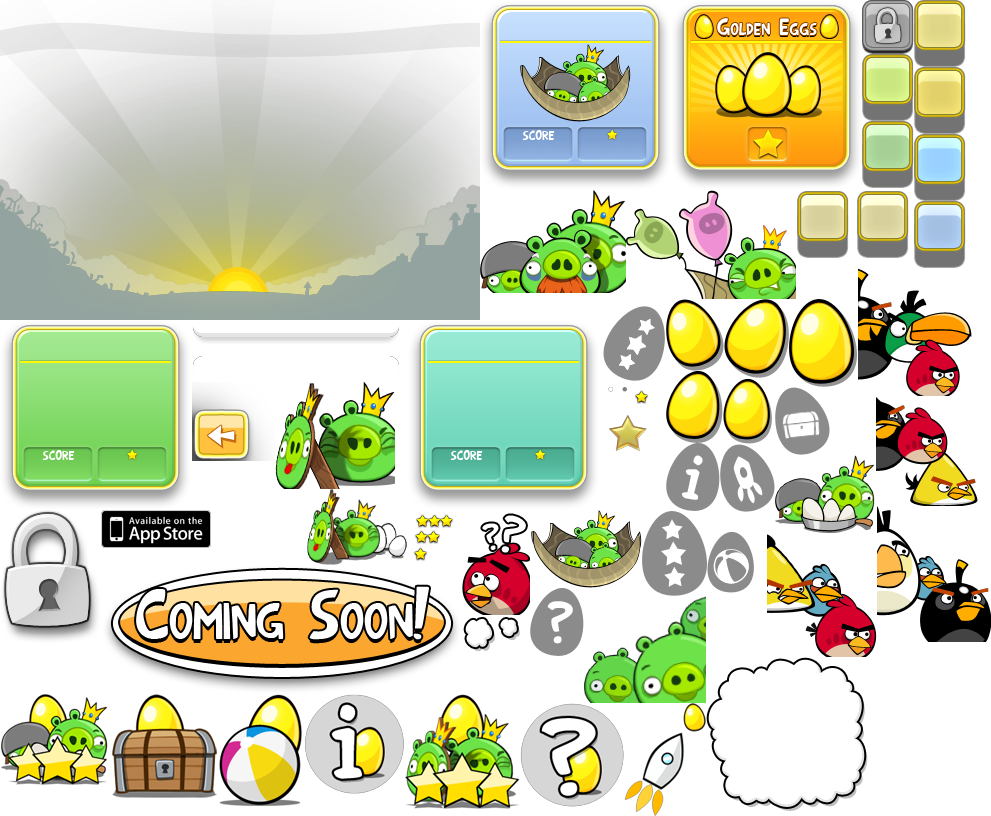 SCORE
GOLDEN EGGS
SCORE
SCORE
Available on the
App Store
??
i
COMING SOON!
?
i
?